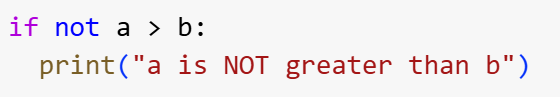 if not a > b:
  print("a is NOT greater than b")